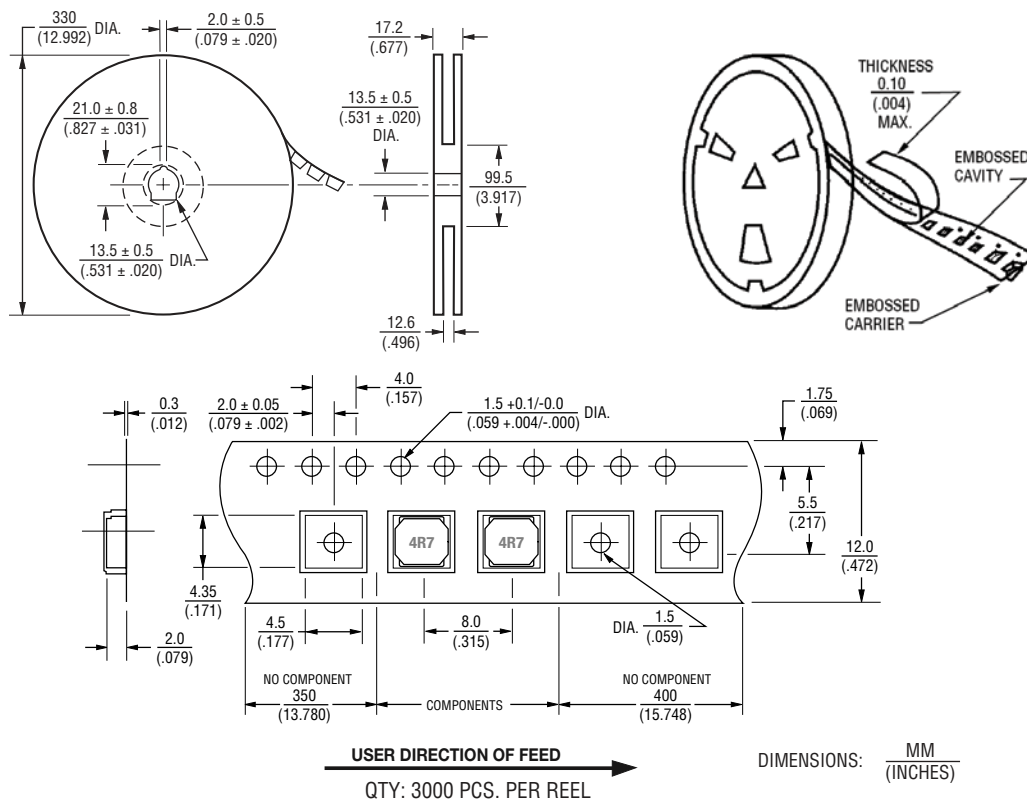 330
(12.992) DIA.
2.0 ± 0.5
(.079 ± .020)
17.2
(.677)
21.0 ± 0.8
(.827 ± .031)
13.5 ± 0.5
(.531 ± .020)
DIA.
99.5
(3.917)
13.5 ± 0.5
(.531 ± .020) DIA.
12.6
(.496)
THICKNESS
0.10
(.004)
MAX.
EMBOSSED
CAVITY
EMBOSSED
CARRIER
0.3
(.012)
2.0 ± 0.05
(.079 ± .002)
4.0
(.157)
1.5 +0.1/-0.0
(.059 +.004/-.000) DIA.
1.75
(.069)
5.5
(.217)
12.0
(.472)
4R7
4R7
4.35
(.171)
2.0
(.079)
4.5
(.177)
8.0
(.315)
DIA. 1.5
(.059)
NO COMPONENT
350
(13.780)
COMPONENTS
NO COMPONENT
400
(15.748)
USER DIRECTION OF FEED
QTY: 3000 PCS. PER REEL
DIMENSIONS: MM
(INCHES)